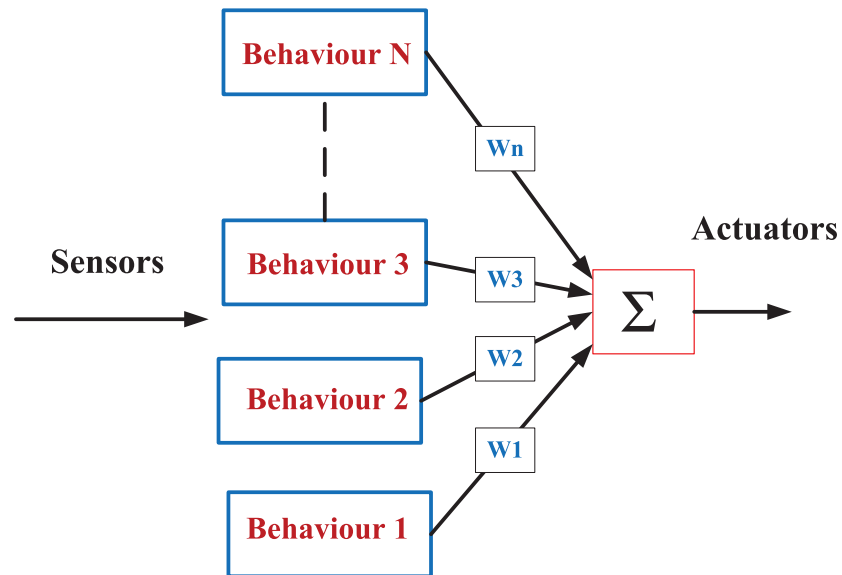 Behaviour N
Wn
Actuators
Sensors
Behaviour 3
W3
Σ
W2
Behaviour 2
W1
Behaviour 1